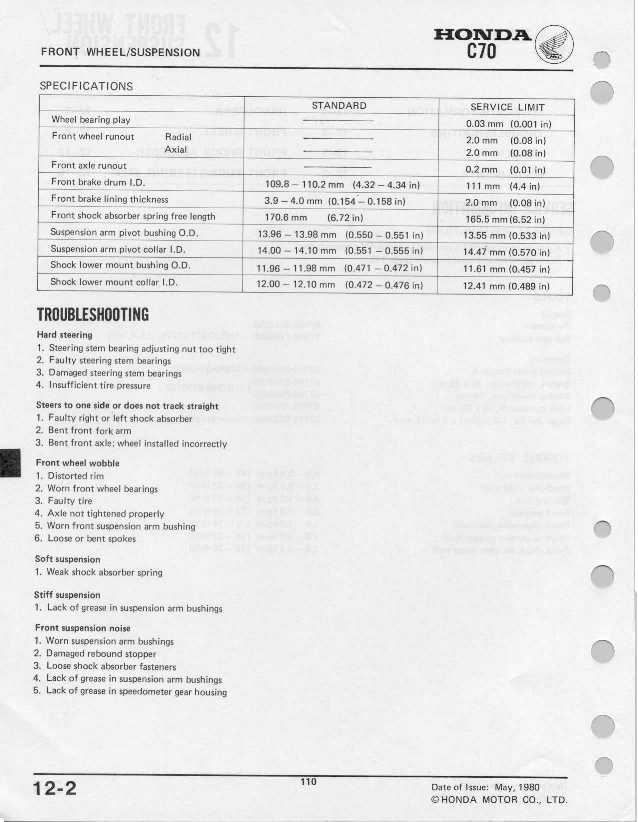 FRONT WHEEL/SUSPENSION
HONDA
C70
SPECIFICATIONS
STANDARD SERVICE LIMIT
Wheel bearing play 0.03 mm (0.001 in)
Front wheel runout Radial 2.0 mm (0.08 in)
Axial 2.0 mm (0.08 in)
Front axle runout 0.2 mm (0.01 in)
Front brake drum I.D. 109.8 – 110.2 mm (4.32 – 4.34 in) 111 mm (4.4 in)
Front brake lining thickness 3.9 – 4.0 mm (0.154 – 0.158 in) 2.0 mm (0.08 in)
Front shock absorber spring free length 170.6 mm (6.72 in) 165.5 mm (6.52 in)
Suspension arm pivot bushing O.D. 13.96 – 13.98 mm (0.550 – 0.551 in) 13.55 mm (0.533 in)
Suspension arm pivot collar I.D. 14.00 – 14.10 mm (0.551 – 0.555 in) 14.47 mm (0.570 in)
Shock lower mount bushing O.D. 11.96 – 11.98 mm (0.471 – 0.472 in) 11.61 mm (0.457 in)
Shock lower mount collar I.D. 12.00 – 12.10 mm (0.472 – 0.476 in) 12.41 mm (0.489 in)
TROUBLESHOOTING
Hard steering
1. Steering stem bearing adjusting nut too tight
2. Faulty steering stem bearings
3. Damaged steering stem bearings
4. Insufficient tire pressure
Steers to one side or does not track straight
1. Faulty right or left shock absorber
2. Bent front fork arm
3. Bent front axle; wheel installed incorrectly
Front wheel wobble
1. Distorted rim
2. Worn front wheel bearings
3. Faulty tire
4. Axle not tightened properly
5. Worn front suspension arm bushing
6. Loose or bent spokes
Soft suspension
1. Weak shock absorber spring
Stiff suspension
1. Lack of grease in suspension arm bushings
Front suspension noise
1. Worn suspension arm bushings
2. Damaged rebound stopper
3. Loose shock absorber fasteners
4. Lack of grease in suspension arm bushings
5. Lack of grease in speedometer gear housing
12-2
110
Date of Issue: May, 1980
© HONDA MOTOR CO., LTD.